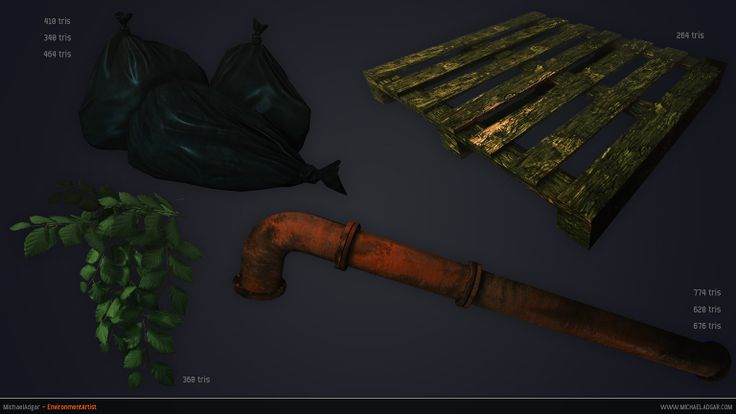 410 tris
340 tris
464 tris
264 tris
774 tris
620 tris
676 tris
360 tris
MichaelAdgar - EnvironmentArtist
WWW.MICHAELADGAR.COM